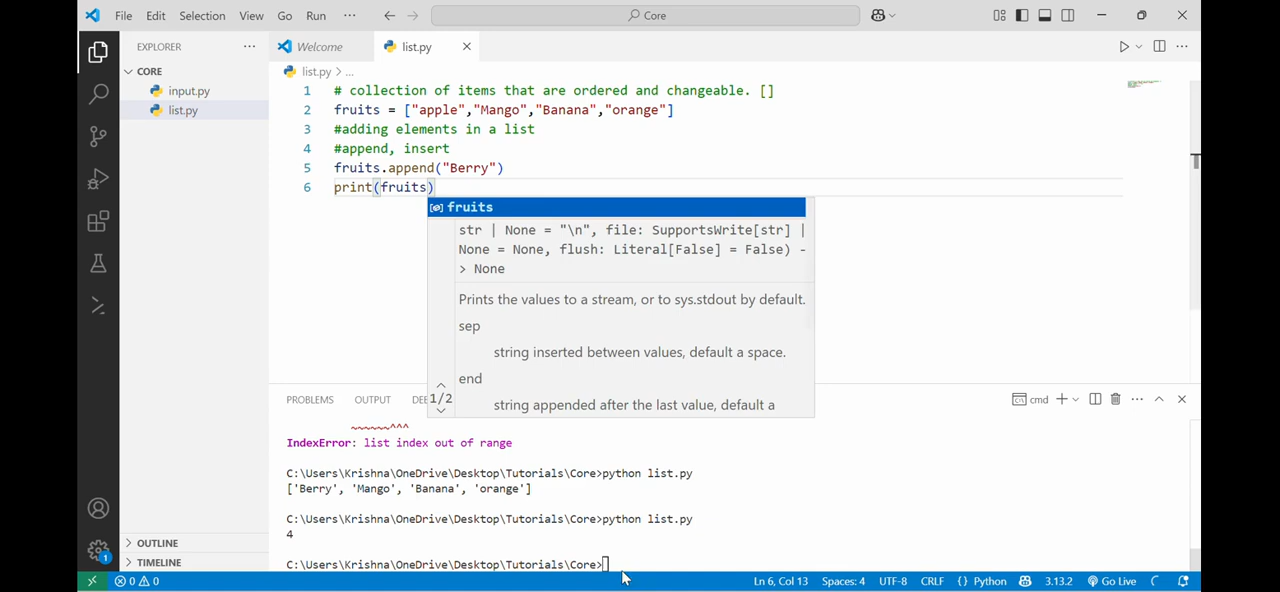 File Edit Selection View Go Run ··· Core
EXPLORER ··· Welcome list.py
CORE list.py > ...
input.py
list.py
1 # collection of items that are ordered and changeable. []
2 fruits = ["apple","Mango","Banana","orange"]
3 #adding elements in a list
4 #append, insert
5 fruits.append("Berry")
6 print(fruits)
fruits
str | None = "\n", file: SupportsWrite[str] |
None = None, flush: Literal[False] = False) -
> None
Prints the values to a stream, or to sys.stdout by default.
sep
string inserted between values, default a space.
end
1/2 string appended after the last value, default a
PROBLEMS OUTPUT DE cmd
~~~~~~^^^
IndexError: list index out of range
C:\Users\Krishna\OneDrive\Desktop\Tutorials\Core>python list.py
['Berry', 'Mango', 'Banana', 'orange']
C:\Users\Krishna\OneDrive\Desktop\Tutorials\Core>python list.py
4
C:\Users\Krishna\OneDrive\Desktop\Tutorials\Core>
OUTLINE
TIMELINE
1
0 0 Ln 6, Col 13 Spaces: 4 UTF-8 CRLF {} Python 3.13.2 Go Live